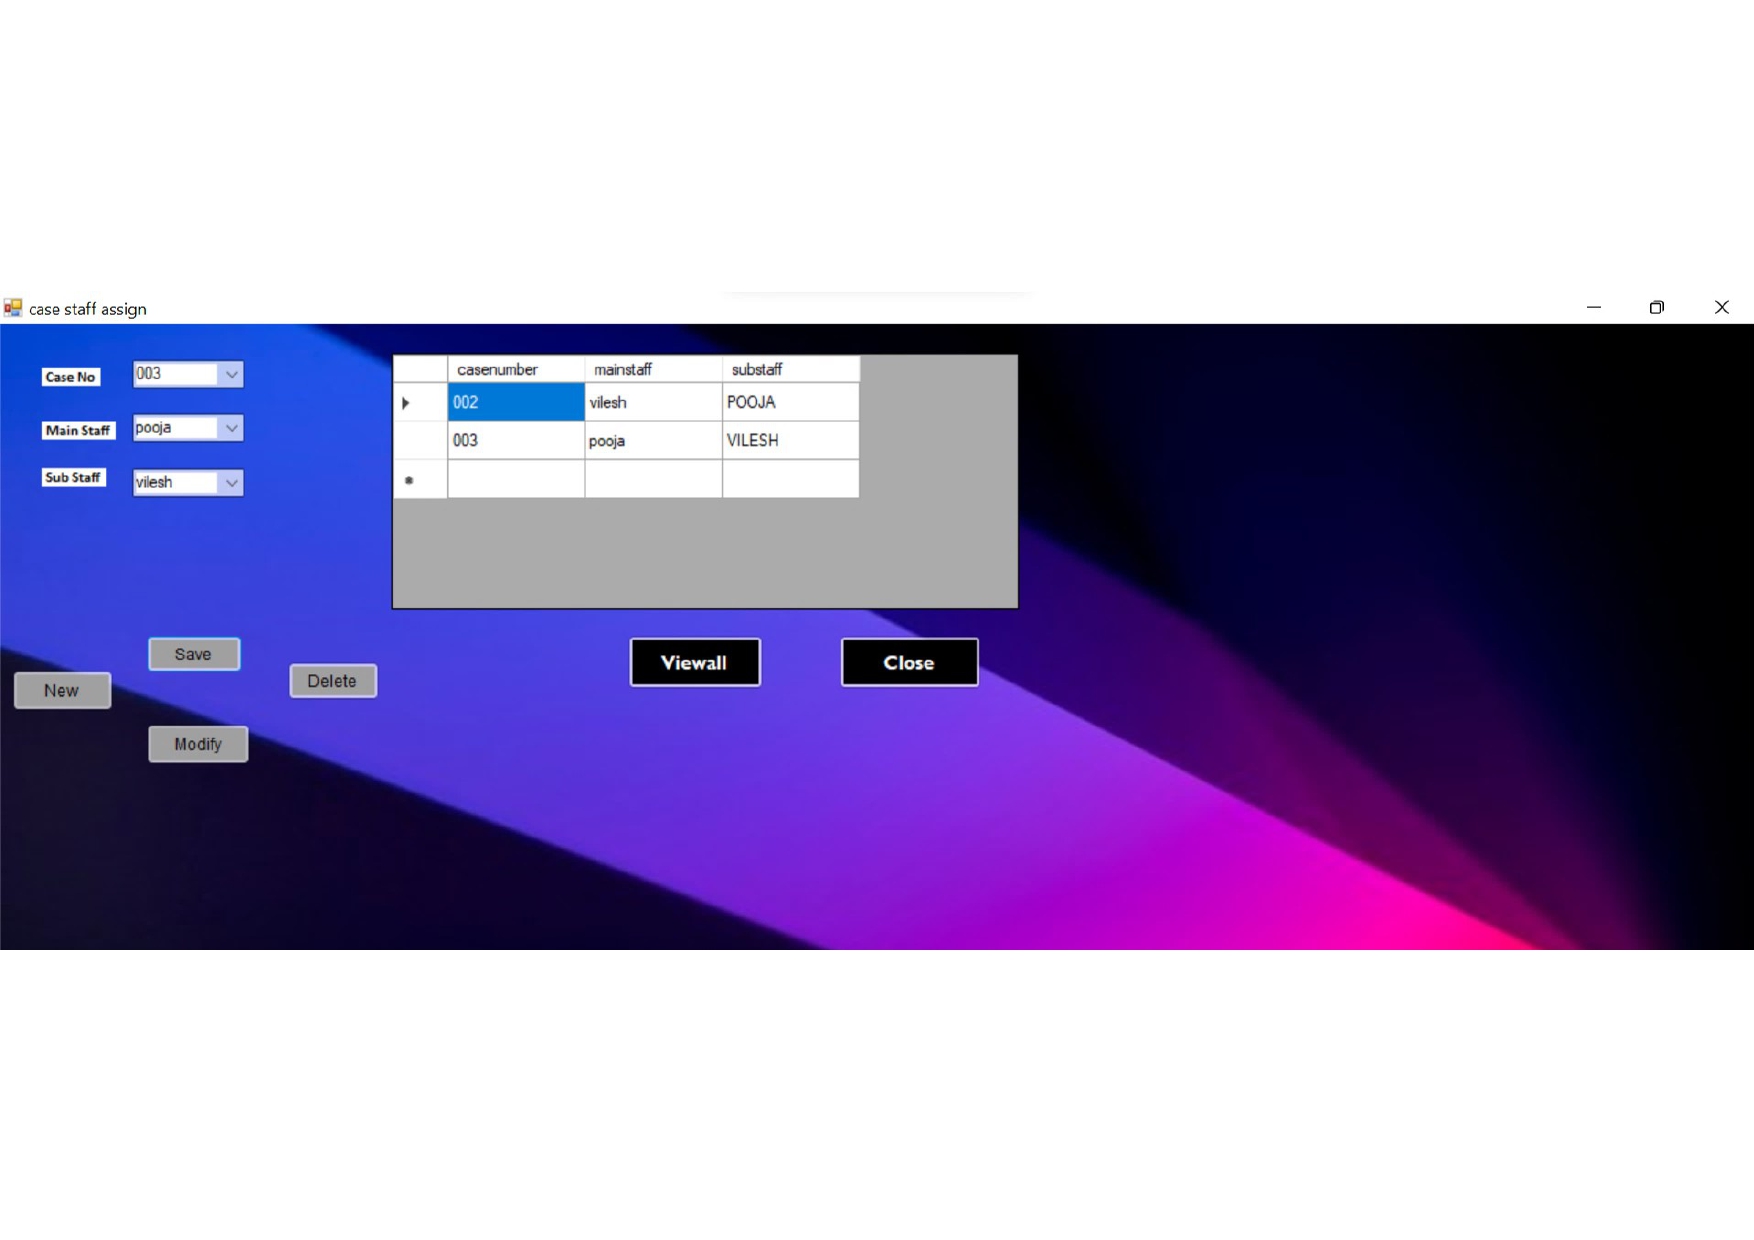 case staff assign
Case No 003
Main Staff pooja
Sub Staff vilesh
casenumber mainstaff substaff
002 vilesh POOJA
003 pooja VILESH
Save
New
Delete
Modify
Viewall
Close